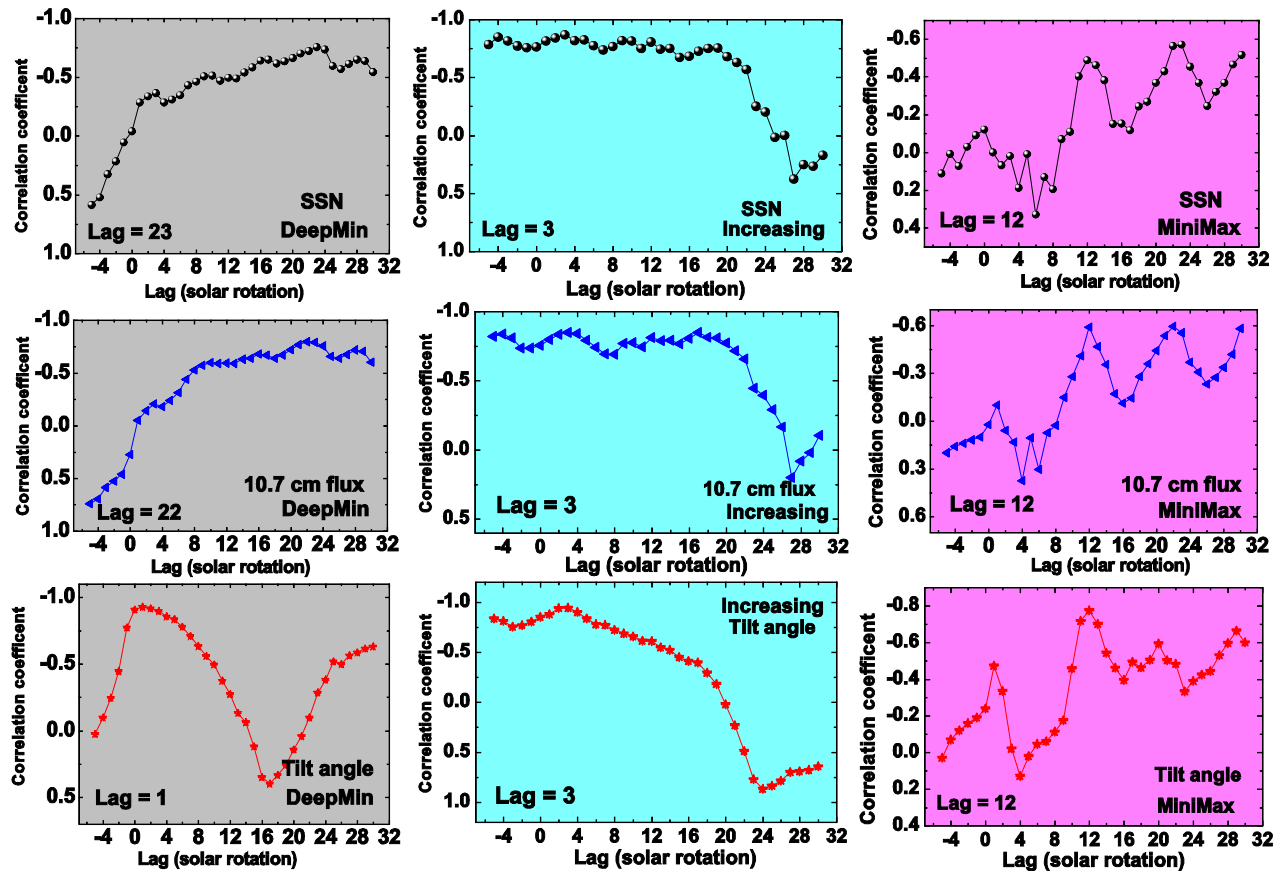 Correlation coefficent
-1.0
-0.5
0.0
0.5
1.0
SSN
DeepMin
Lag = 23
-4 0 4 8 12 16 20 24 28 32
Lag (solar rotation)
Correlation coefficent
-1.0
-0.5
0.0
0.5
1.0
SSN
Increasing
Lag = 3
-4 0 4 8 12 16 20 24 28 32
Lag (solar rotation)
Correlation coefficent
-0.6
-0.4
-0.2
0.0
0.2
0.4
SSN
MiniMax
Lag = 12
-4 0 4 8 12 16 20 24 28 32
Lag (solar rotation)
Correlation coefficent
-1.0
-0.5
0.0
0.5
1.0
10.7 cm flux
DeepMin
Lag = 22
-4 0 4 8 12 16 20 24 28 32
Lag (solar rotation)
Correlation coefficent
-1.0
-0.5
0.0
0.5
10.7 cm flux
Increasing
Lag = 3
-4 0 4 8 12 16 20 24 28 32
Lag (solar rotation)
Correlation coefficent
-0.6
-0.3
0.0
0.3
0.6
10.7 cm flux
MiniMax
Lag = 12
-4 0 4 8 12 16 20 24 28 32
Lag (solar rotation)
Correlation coefficent
-1.0
-0.5
0.0
0.5
Tilt angle
DeepMin
Lag = 1
-4 0 4 8 12 16 20 24 28 32
Lag (solar rotation)
Correlation coefficent
-1.0
-0.5
0.0
0.5
1.0
Increasing
Tilt angle
Lag = 3
-4 0 4 8 12 16 20 24 28 32
Lag (solar rotation)
Correlation coefficent
-0.8
-0.6
-0.4
-0.2
0.0
0.2
0.4
Tilt angle
MiniMax
Lag = 12
-4 0 4 8 12 16 20 24 28 32
Lag (solar rotation)